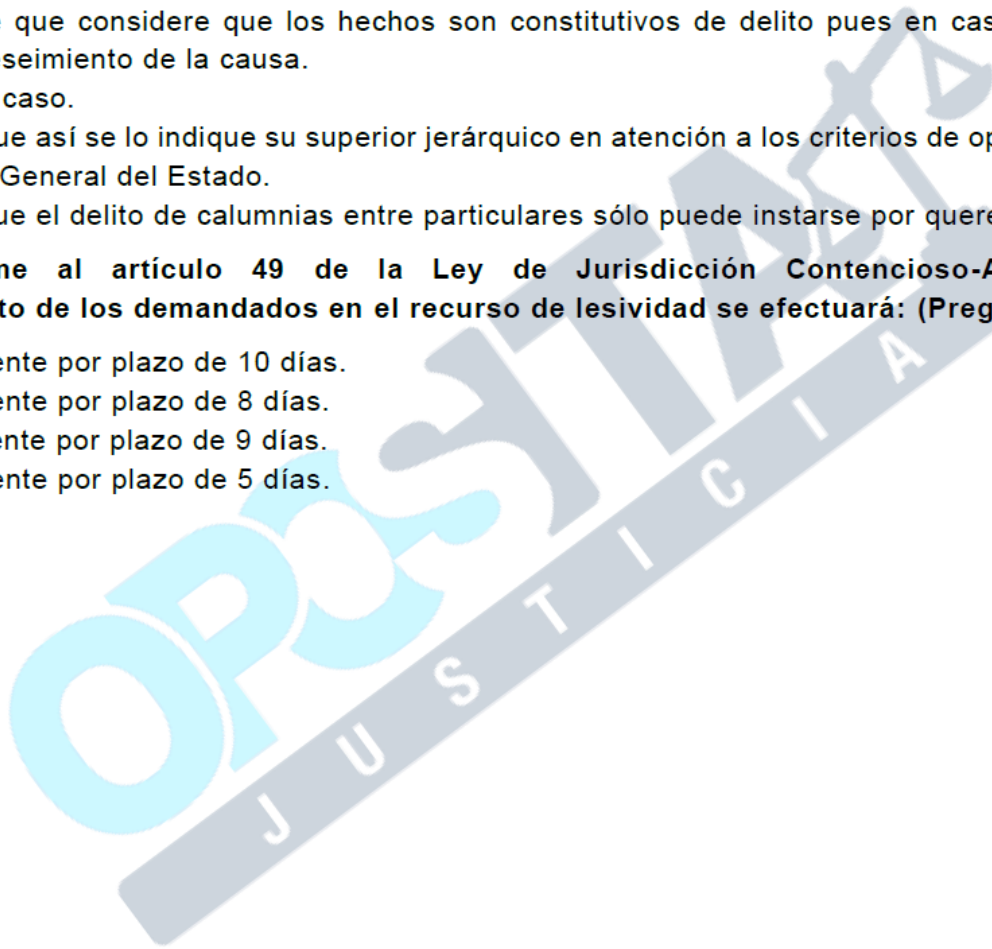 que considere que los hechos son constitutivos de delito pues en cas
seimiento de la causa.
caso.
ue así se lo indique su superior jerárquico en atención a los criterios de op
General del Estado.
ue el delito de calumnias entre particulares sólo puede instarse por quere
me al artículo 49 de la Ley de Jurisdicción Contencioso-A
to de los demandados en el recurso de lesividad se efectuará: (Preg
ente por plazo de 10 días.
ente por plazo de 8 días.
ente por plazo de 9 días.
ente por plazo de 5 días.
OPOSITA
JUSTICIA